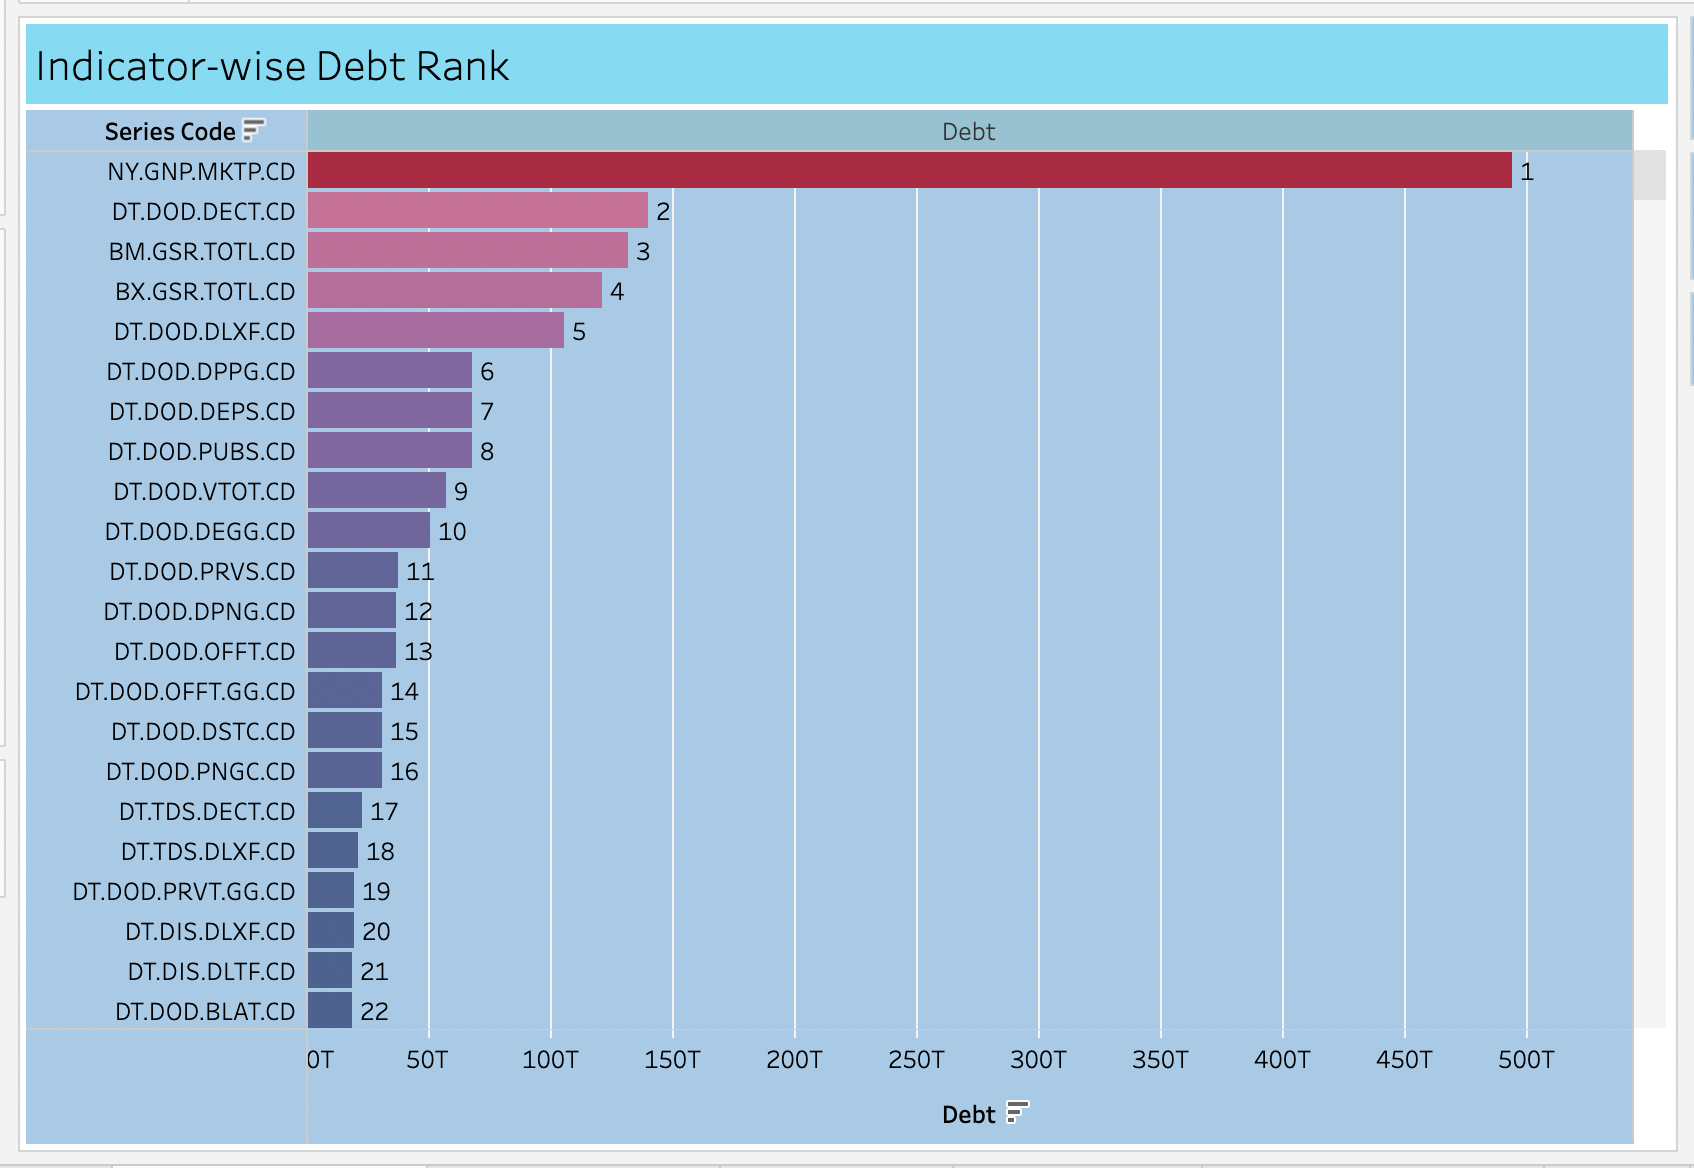 Indicator-wise Debt Rank
Series Code Debt
NY.GNP.MKTP.CD 1
DT.DOD.DECT.CD 2
BM.GSR.TOTL.CD 3
BX.GSR.TOTL.CD 4
DT.DOD.DLXF.CD 5
DT.DOD.DPPG.CD 6
DT.DOD.DEPS.CD 7
DT.DOD.PUBS.CD 8
DT.DOD.VTOT.CD 9
DT.DOD.DEGG.CD 10
DT.DOD.PRVS.CD 11
DT.DOD.DPNG.CD 12
DT.DOD.OFFT.CD 13
DT.DOD.OFFT.GG.CD 14
DT.DOD.DSTC.CD 15
DT.DOD.PNGC.CD 16
DT.TDS.DECT.CD 17
DT.TDS.DLXF.CD 18
DT.DOD.PRVT.GG.CD 19
DT.DIS.DLXF.CD 20
DT.DIS.DLTF.CD 21
DT.DOD.BLAT.CD 22
0T 50T 100T 150T 200T 250T 300T 350T 400T 450T 500T
Debt